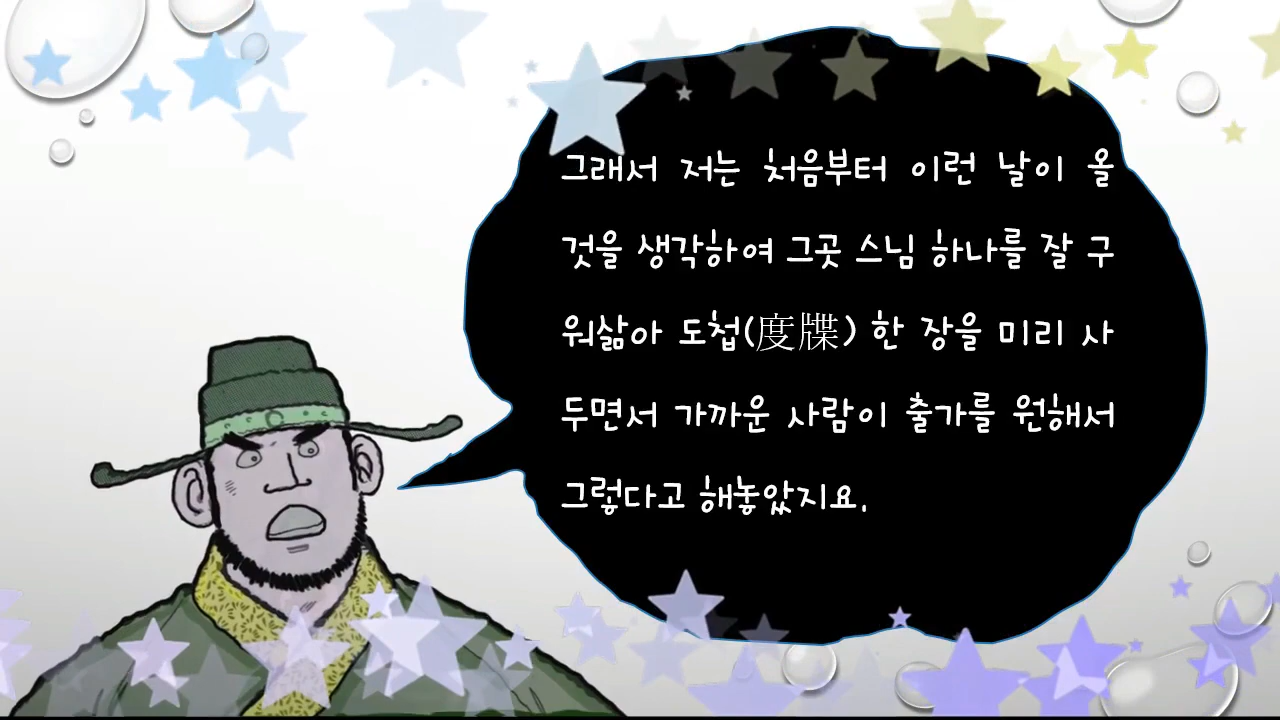 그래서 저는 처음부터 이런 날이 올
것을 생각하여 그곳 스님 하나를 잘 구
워삶아 도첩(度牒) 한 장을 미리 사
두면서 가까운 사람이 출가를 원해서
그렇다고 해놓았지요.